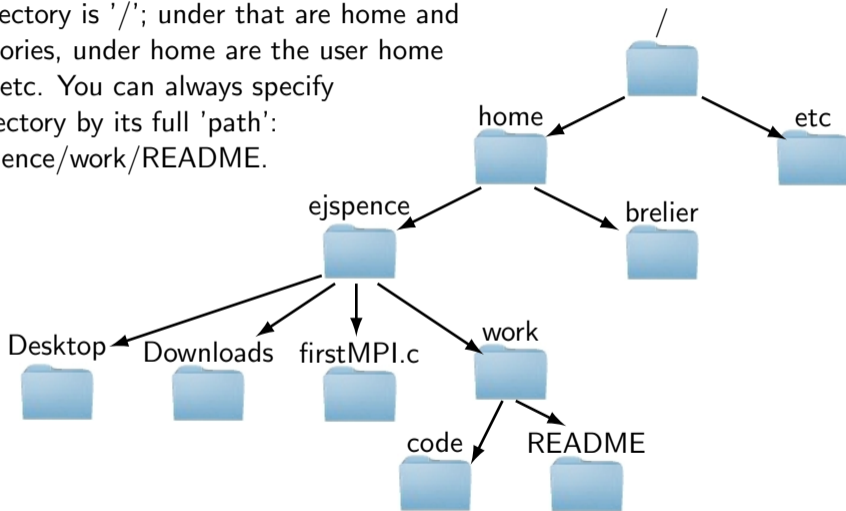 ectory is '/'; under that are home and
ories, under home are the user home
etc. You can always specify
ectory by its full 'path':
ence/work/README.
/
home
etc
ejspence
brelier
Desktop
Downloads
firstMPI.c
work
code
README